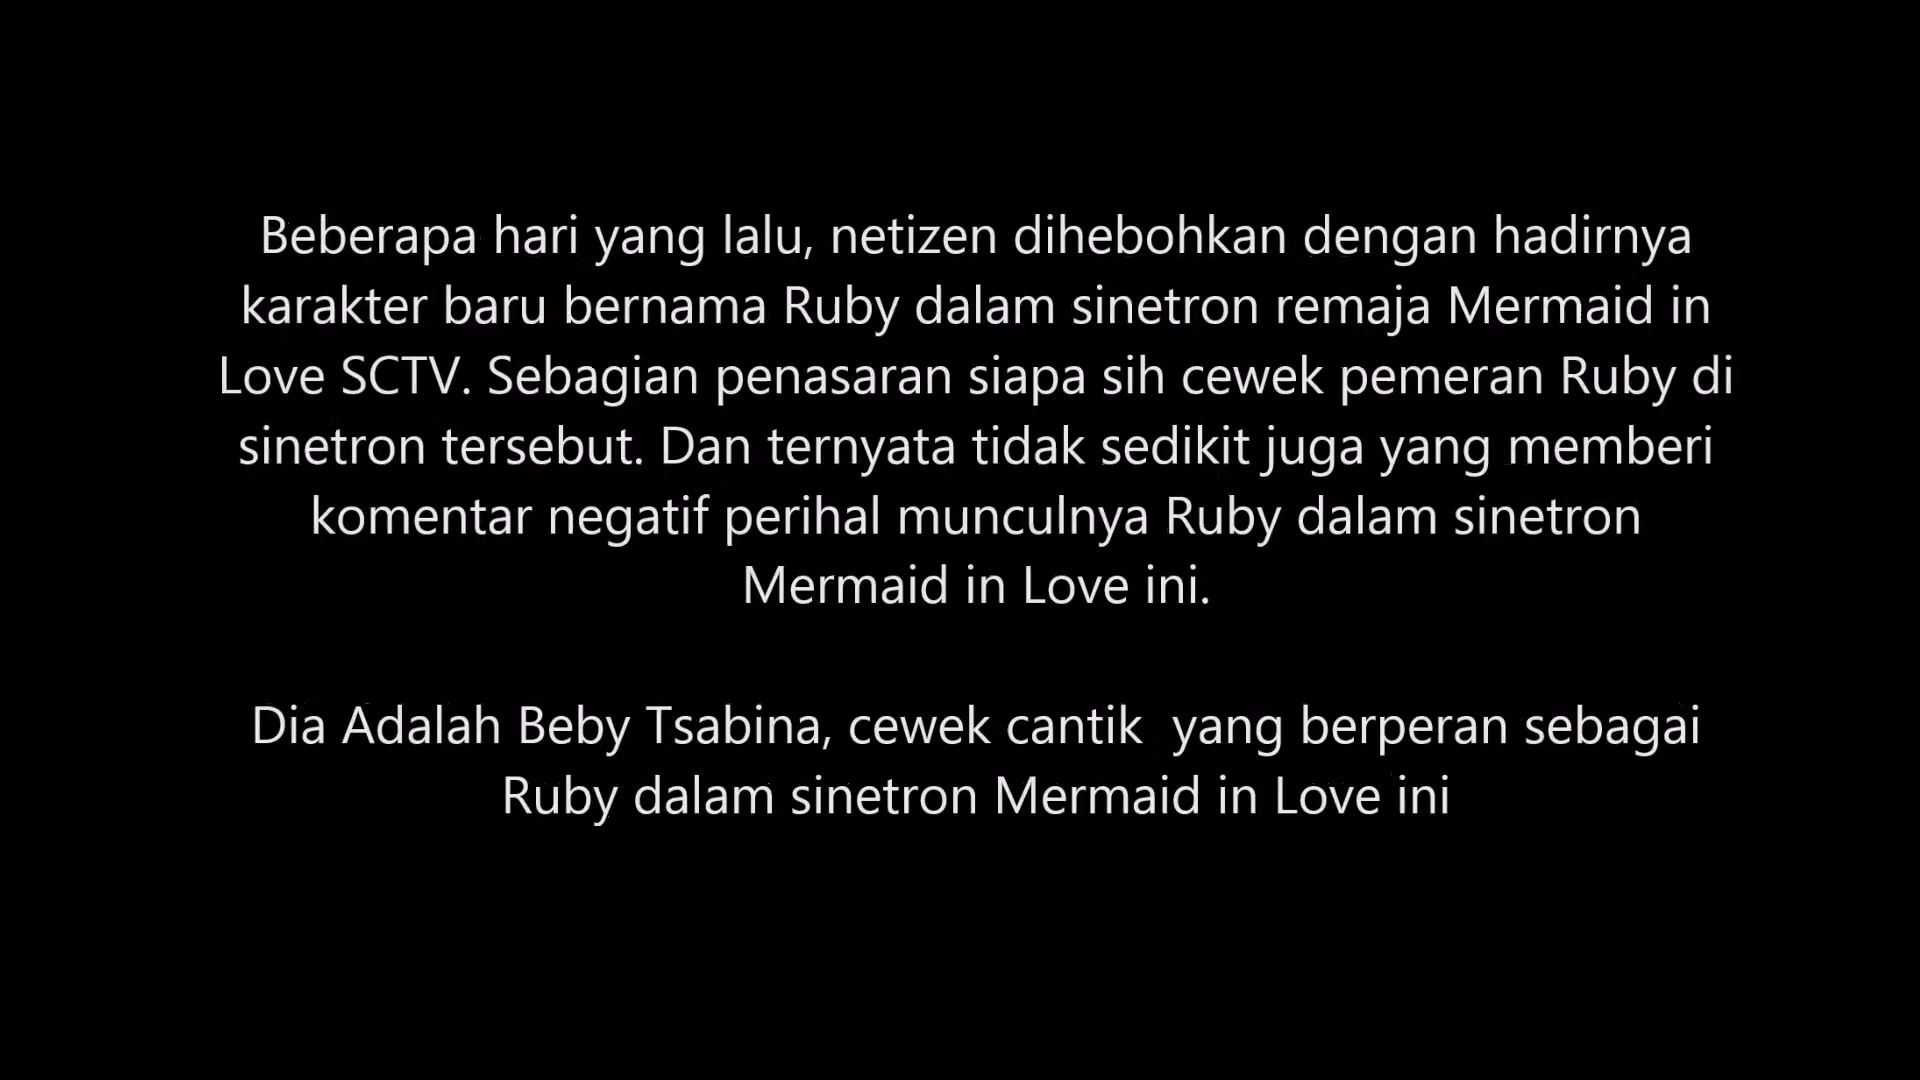 Beberapa hari yang lalu, netizen dihebohkan dengan hadirnya
karakter baru bernama Ruby dalam sinetron remaja Mermaid in
Love SCTV. Sebagian penasaran siapa sih cewek pemeran Ruby di
sinetron tersebut. Dan ternyata tidak sedikit juga yang memberi
komentar negatif perihal munculnya Ruby dalam sinetron
Mermaid in Love ini.
Dia Adalah Beby Tsabina, cewek cantik  yang berperan sebagai
Ruby dalam sinetron Mermaid in Love ini